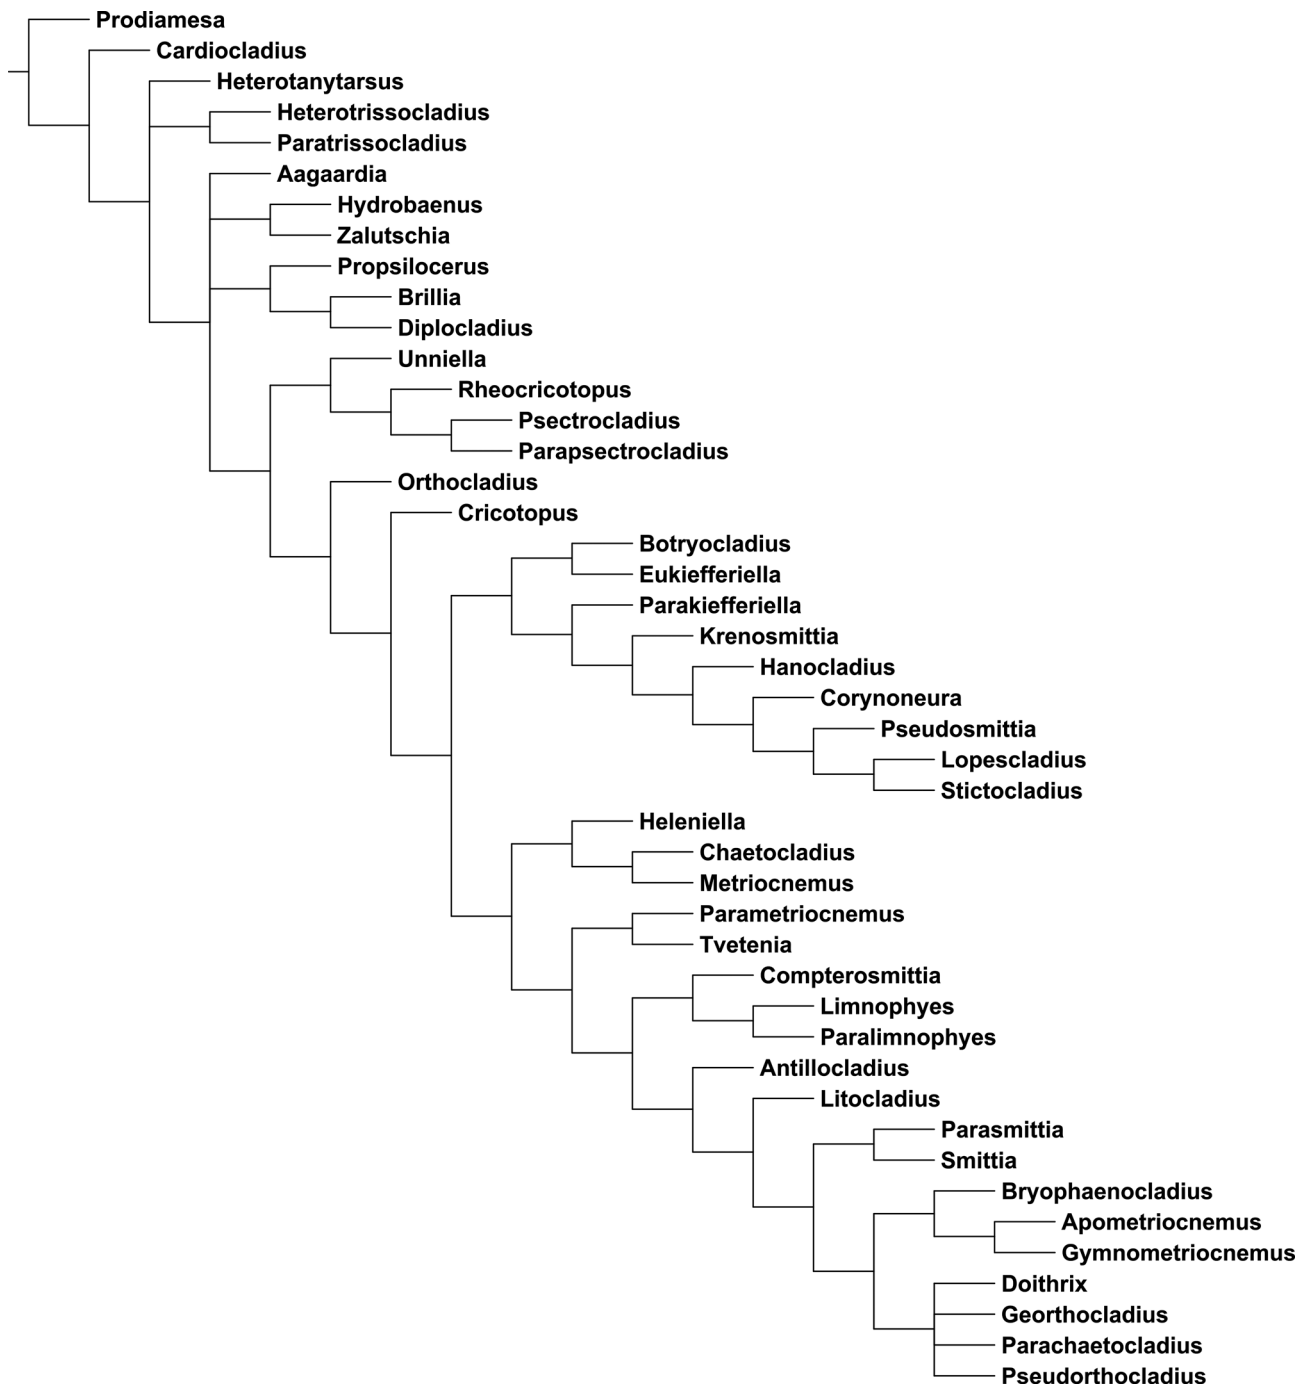 Prodiamesa
Cardiocladius
Heterotanytarsus
Heterotrissocladius
Paratrissocladius
Aagaardia
Hydrobaenus
Zalutschia
Propsilocerus
Brillia
Diplocladius
Unniella
Rheocricotopus
Psectrocladius
Parapsectrocladius
Orthocladius
Cricotopus
Botryocladius
Eukiefferiella
Parakiefferiella
Krenosmittia
Hanocladius
Corynoneura
Pseudosmittia
Lopescladius
Stictocladius
Heleniella
Chaetocladius
Metriocnemus
Parametriocnemus
Tvetenia
Compterosmittia
Limnophyes
Paralimnophyes
Antillocladius
Litocladius
Parasmittia
Smittia
Bryophaenocladius
Apometriocnemus
Gymnometriocnemus
Doithrix
Georthocladius
Parachaetocladius
Pseudorthocladius